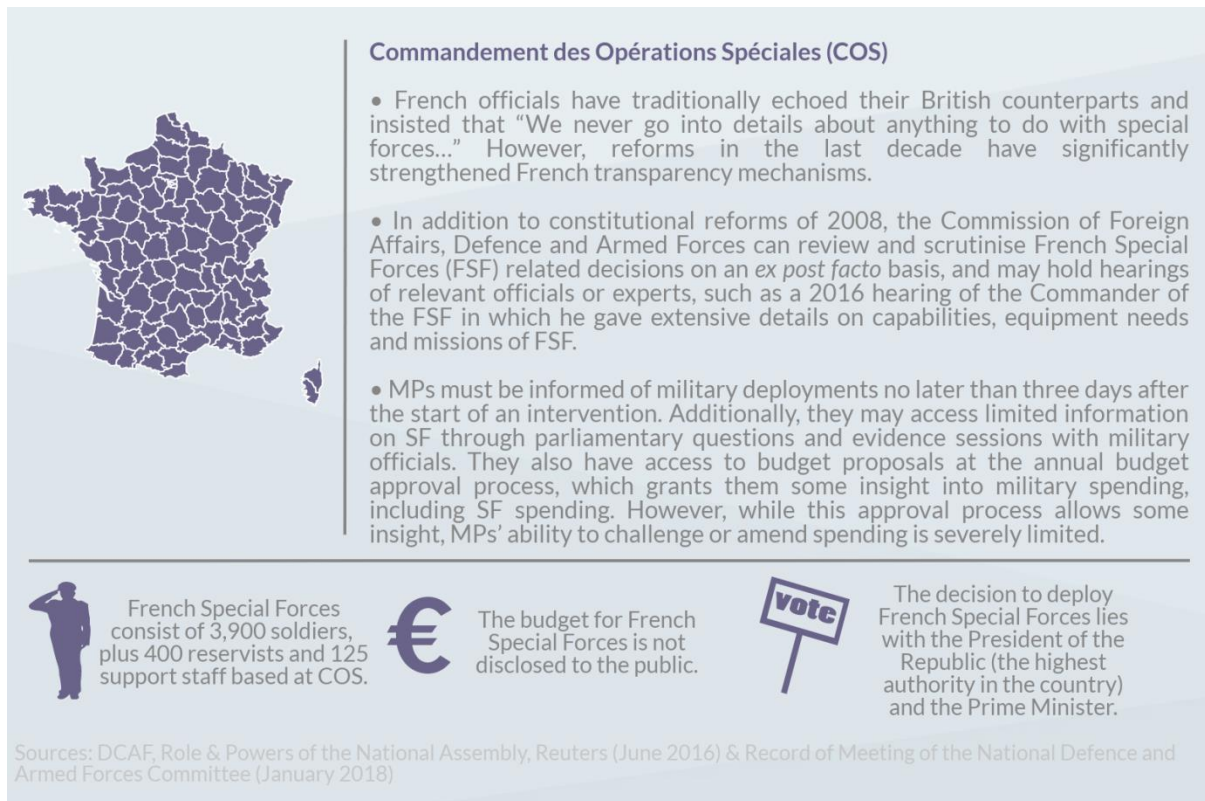 Commandement des Opérations Spéciales (COS)
• French officials have traditionally echoed their British counterparts and
insisted that “We never go into details about anything to do with special
forces...” However, reforms in the last decade have significantly
strengthened French transparency mechanisms.
• In addition to constitutional reforms of 2008, the Commission of Foreign
Affairs, Defence and Armed Forces can review and scrutinise French Special
Forces (FSF) related decisions on an ex post facto basis, and may hold hearings
of relevant officials or experts, such as a 2016 hearing of the Commander of
the FSF in which he gave extensive details on capabilities, equipment needs
and missions of FSF.
• MPs must be informed of military deployments no later than three days after
the start of an intervention. Additionally, they may access limited information
on SF through parliamentary questions and evidence sessions with military
officials. They also have access to budget proposals at the annual budget
approval process, which grants them some insight into military spending,
including SF spending. However, while this approval process allows some
insight, MPs’ ability to challenge or amend spending is severely limited.
French Special Forces
consist of 3,900 soldiers,
plus 400 reservists and 125
support staff based at COS.
€
The budget for French
Special Forces is not
disclosed to the public.
vote
The decision to deploy
French Special Forces lies
with the President of the
Republic (the highest
authority in the country)
and the Prime Minister.
Sources: DCAF, Role & Powers of the National Assembly, Reuters (June 2016) & Record of Meeting of the National Defence and
Armed Forces Committee (January 2018)